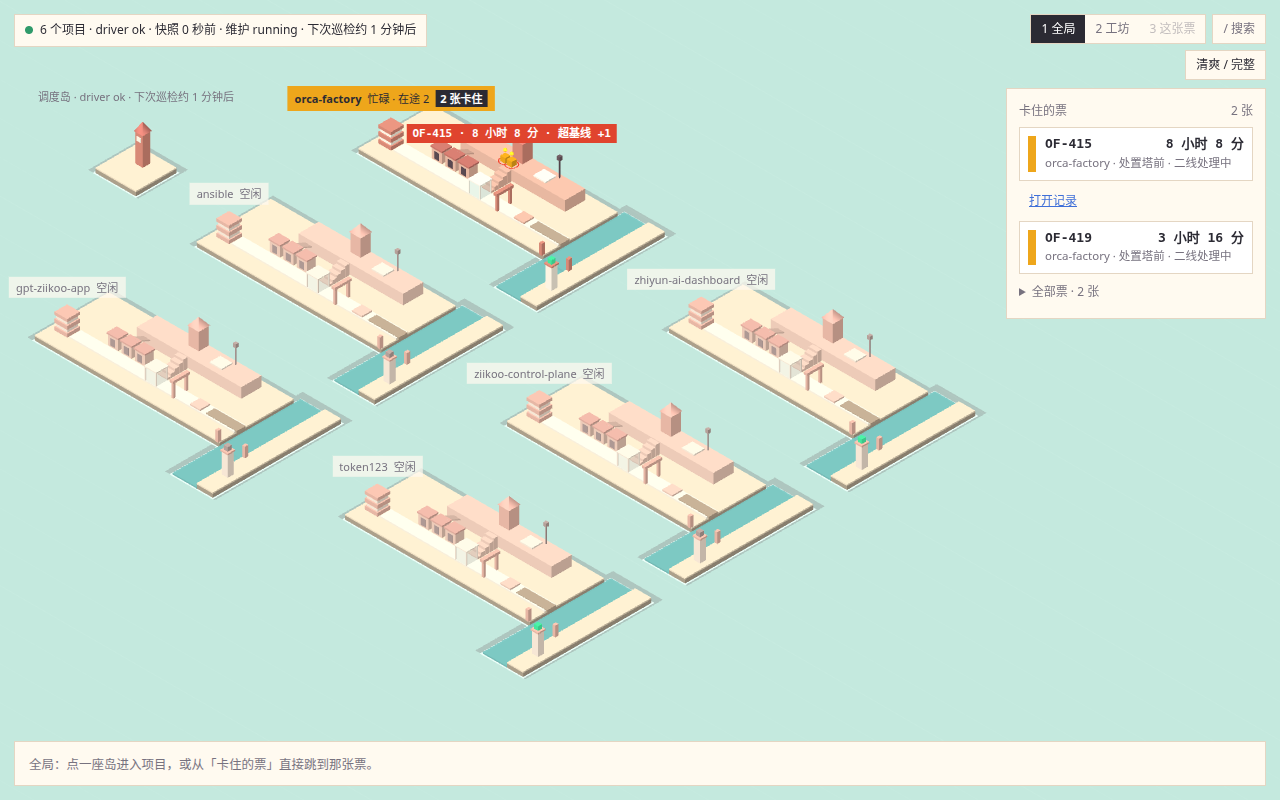 6 个项目 · driver ok · 快照 0 秒前 · 维护 running · 下次巡检约 1 分钟后
1 全局 2 工坊 3 这张票 / 搜索
清爽 / 完整
调度岛 · driver ok · 下次巡检约 1 分钟后
orca-factory 忙碌 · 在途 2 2 张卡住
OF-415 · 8 小时 8 分 · 超基线 +1
卡住的票 2 张
OF-415 8 小时 8 分
orca-factory · 处置塔前 · 二线处理中
打开记录
OF-419 3 小时 16 分
orca-factory · 处置塔前 · 二线处理中
▶ 全部票 · 2 张
ansible 空闲
gpt-ziikoo-app 空闲
zhiyun-ai-dashboard 空闲
ziikoo-control-plane 空闲
token123 空闲
全局：点一座岛进入项目，或从「卡住的票」直接跳到那张票。